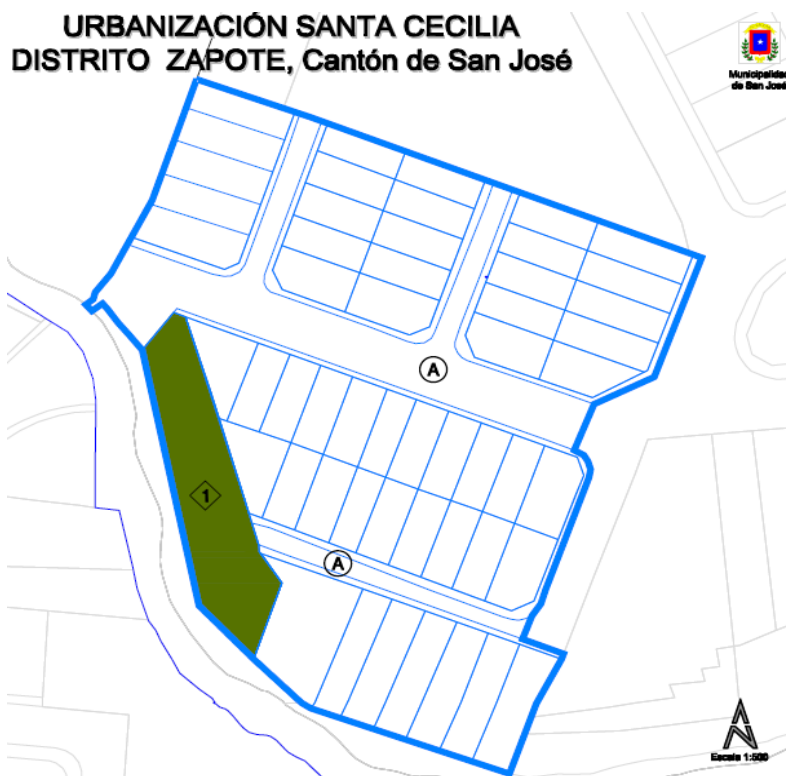 URBANIZACIÓN SANTA CECILIA
DISTRITO ZAPOTE, Cantón de San José
Municipalidad
de San José
A
1
A
Escala 1:500